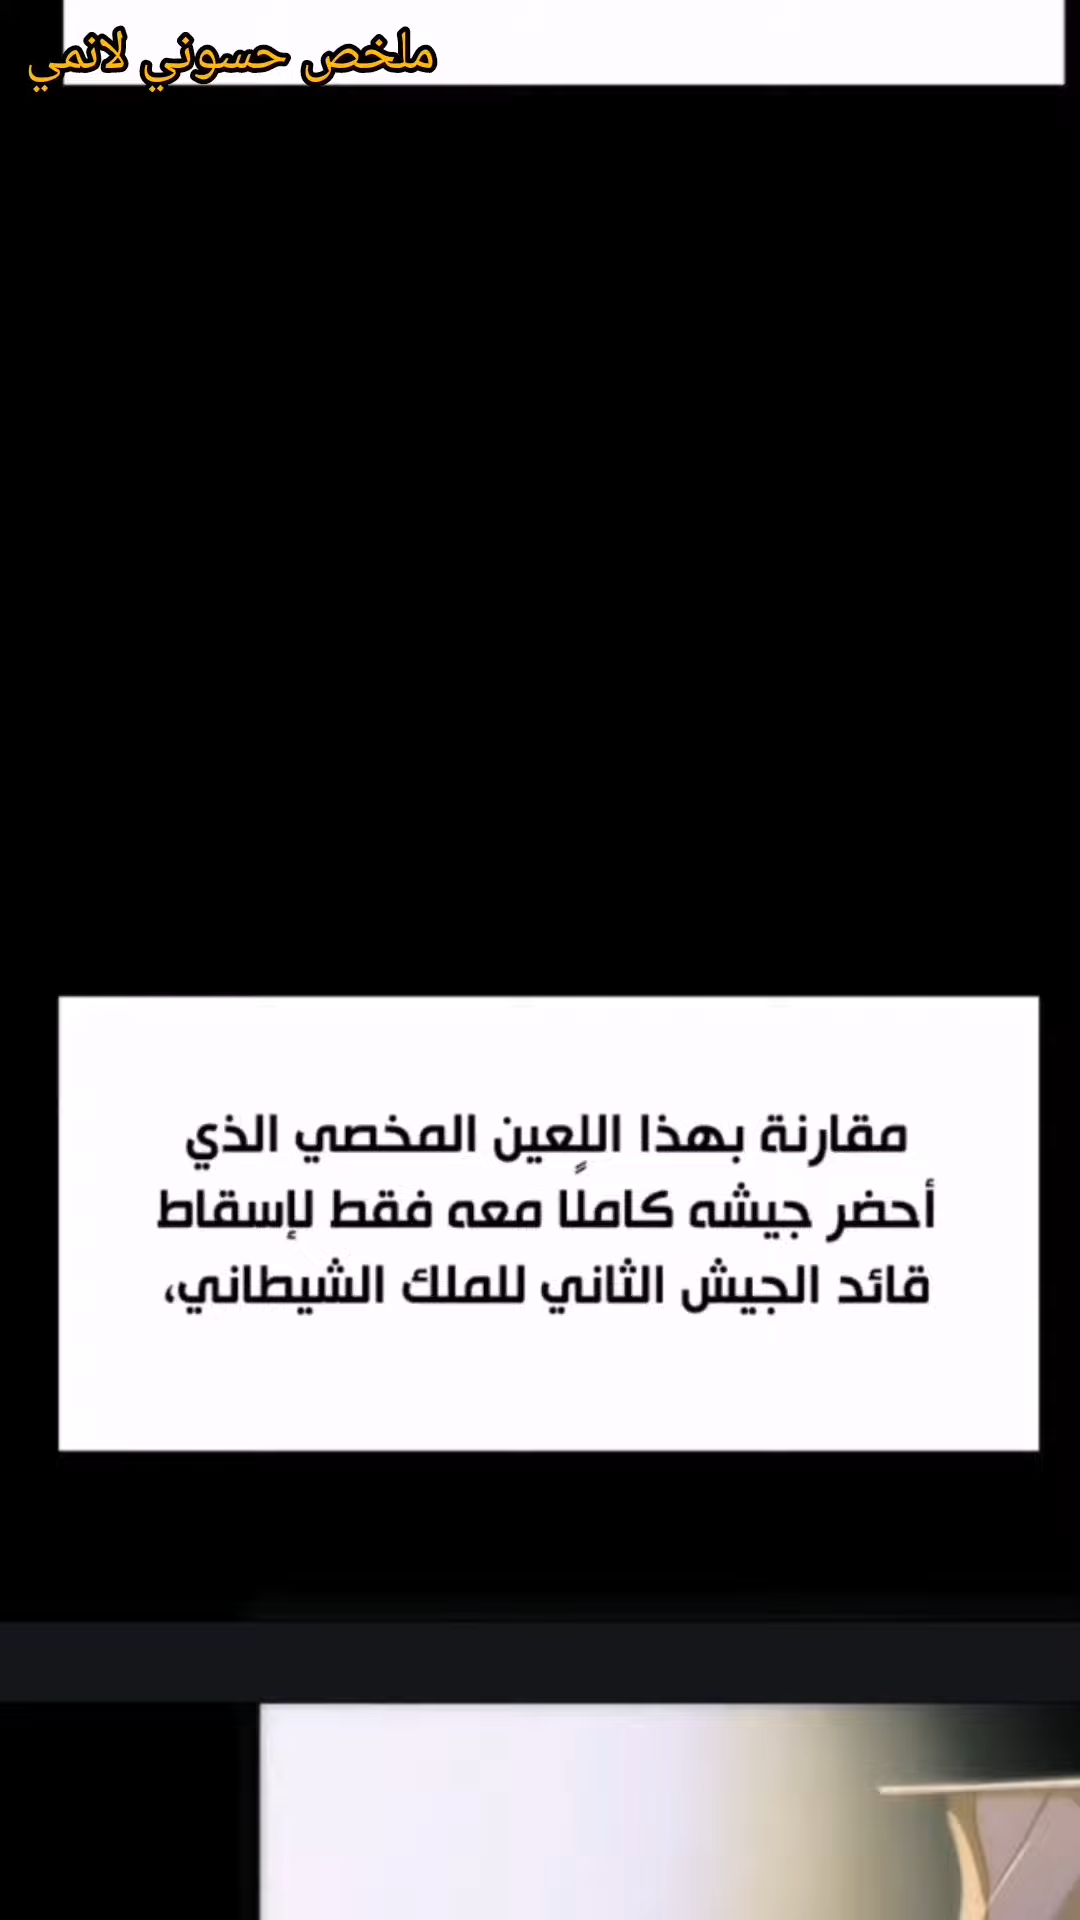 ملخص حسوني لانمي
مقارنة بهذا اللعين المخصي الذي
أحضر جيشه كاملًا معه فقط لإسقاط
قائد الجيش الثاني للملك الشيطاني،